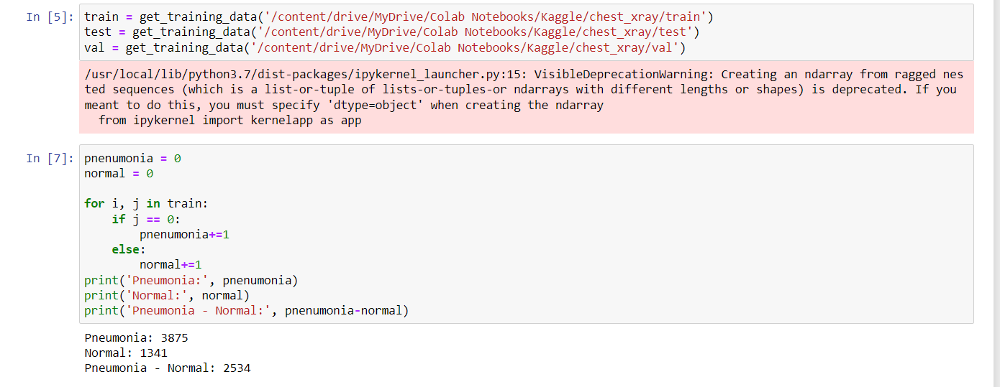 In [5]: train = get_training_data('/content/drive/MyDrive/Colab Notebooks/Kaggle/chest_xray/train')
test = get_training_data('/content/drive/MyDrive/Colab Notebooks/Kaggle/chest_xray/test')
val = get_training_data('/content/drive/MyDrive/Colab Notebooks/Kaggle/chest_xray/val')
/usr/local/lib/python3.7/dist-packages/ipykernel_launcher.py:15: VisibleDeprecationWarning: Creating an ndarray from ragged nes
ted sequences (which is a list-or-tuple of lists-or-tuples-or ndarrays with different lengths or shapes) is deprecated. If you
meant to do this, you must specify 'dtype=object' when creating the ndarray
  from ipykernel import kernelapp as app
In [7]: pnenumonia = 0
normal = 0
for i, j in train:
    if j == 0:
        pnenumonia+=1
    else:
        normal+=1
print('Pneumonia:', pnenumonia)
print('Normal:', normal)
print('Pneumonia - Normal:', pnenumonia-normal)
Pneumonia: 3875
Normal: 1341
Pneumonia - Normal: 2534